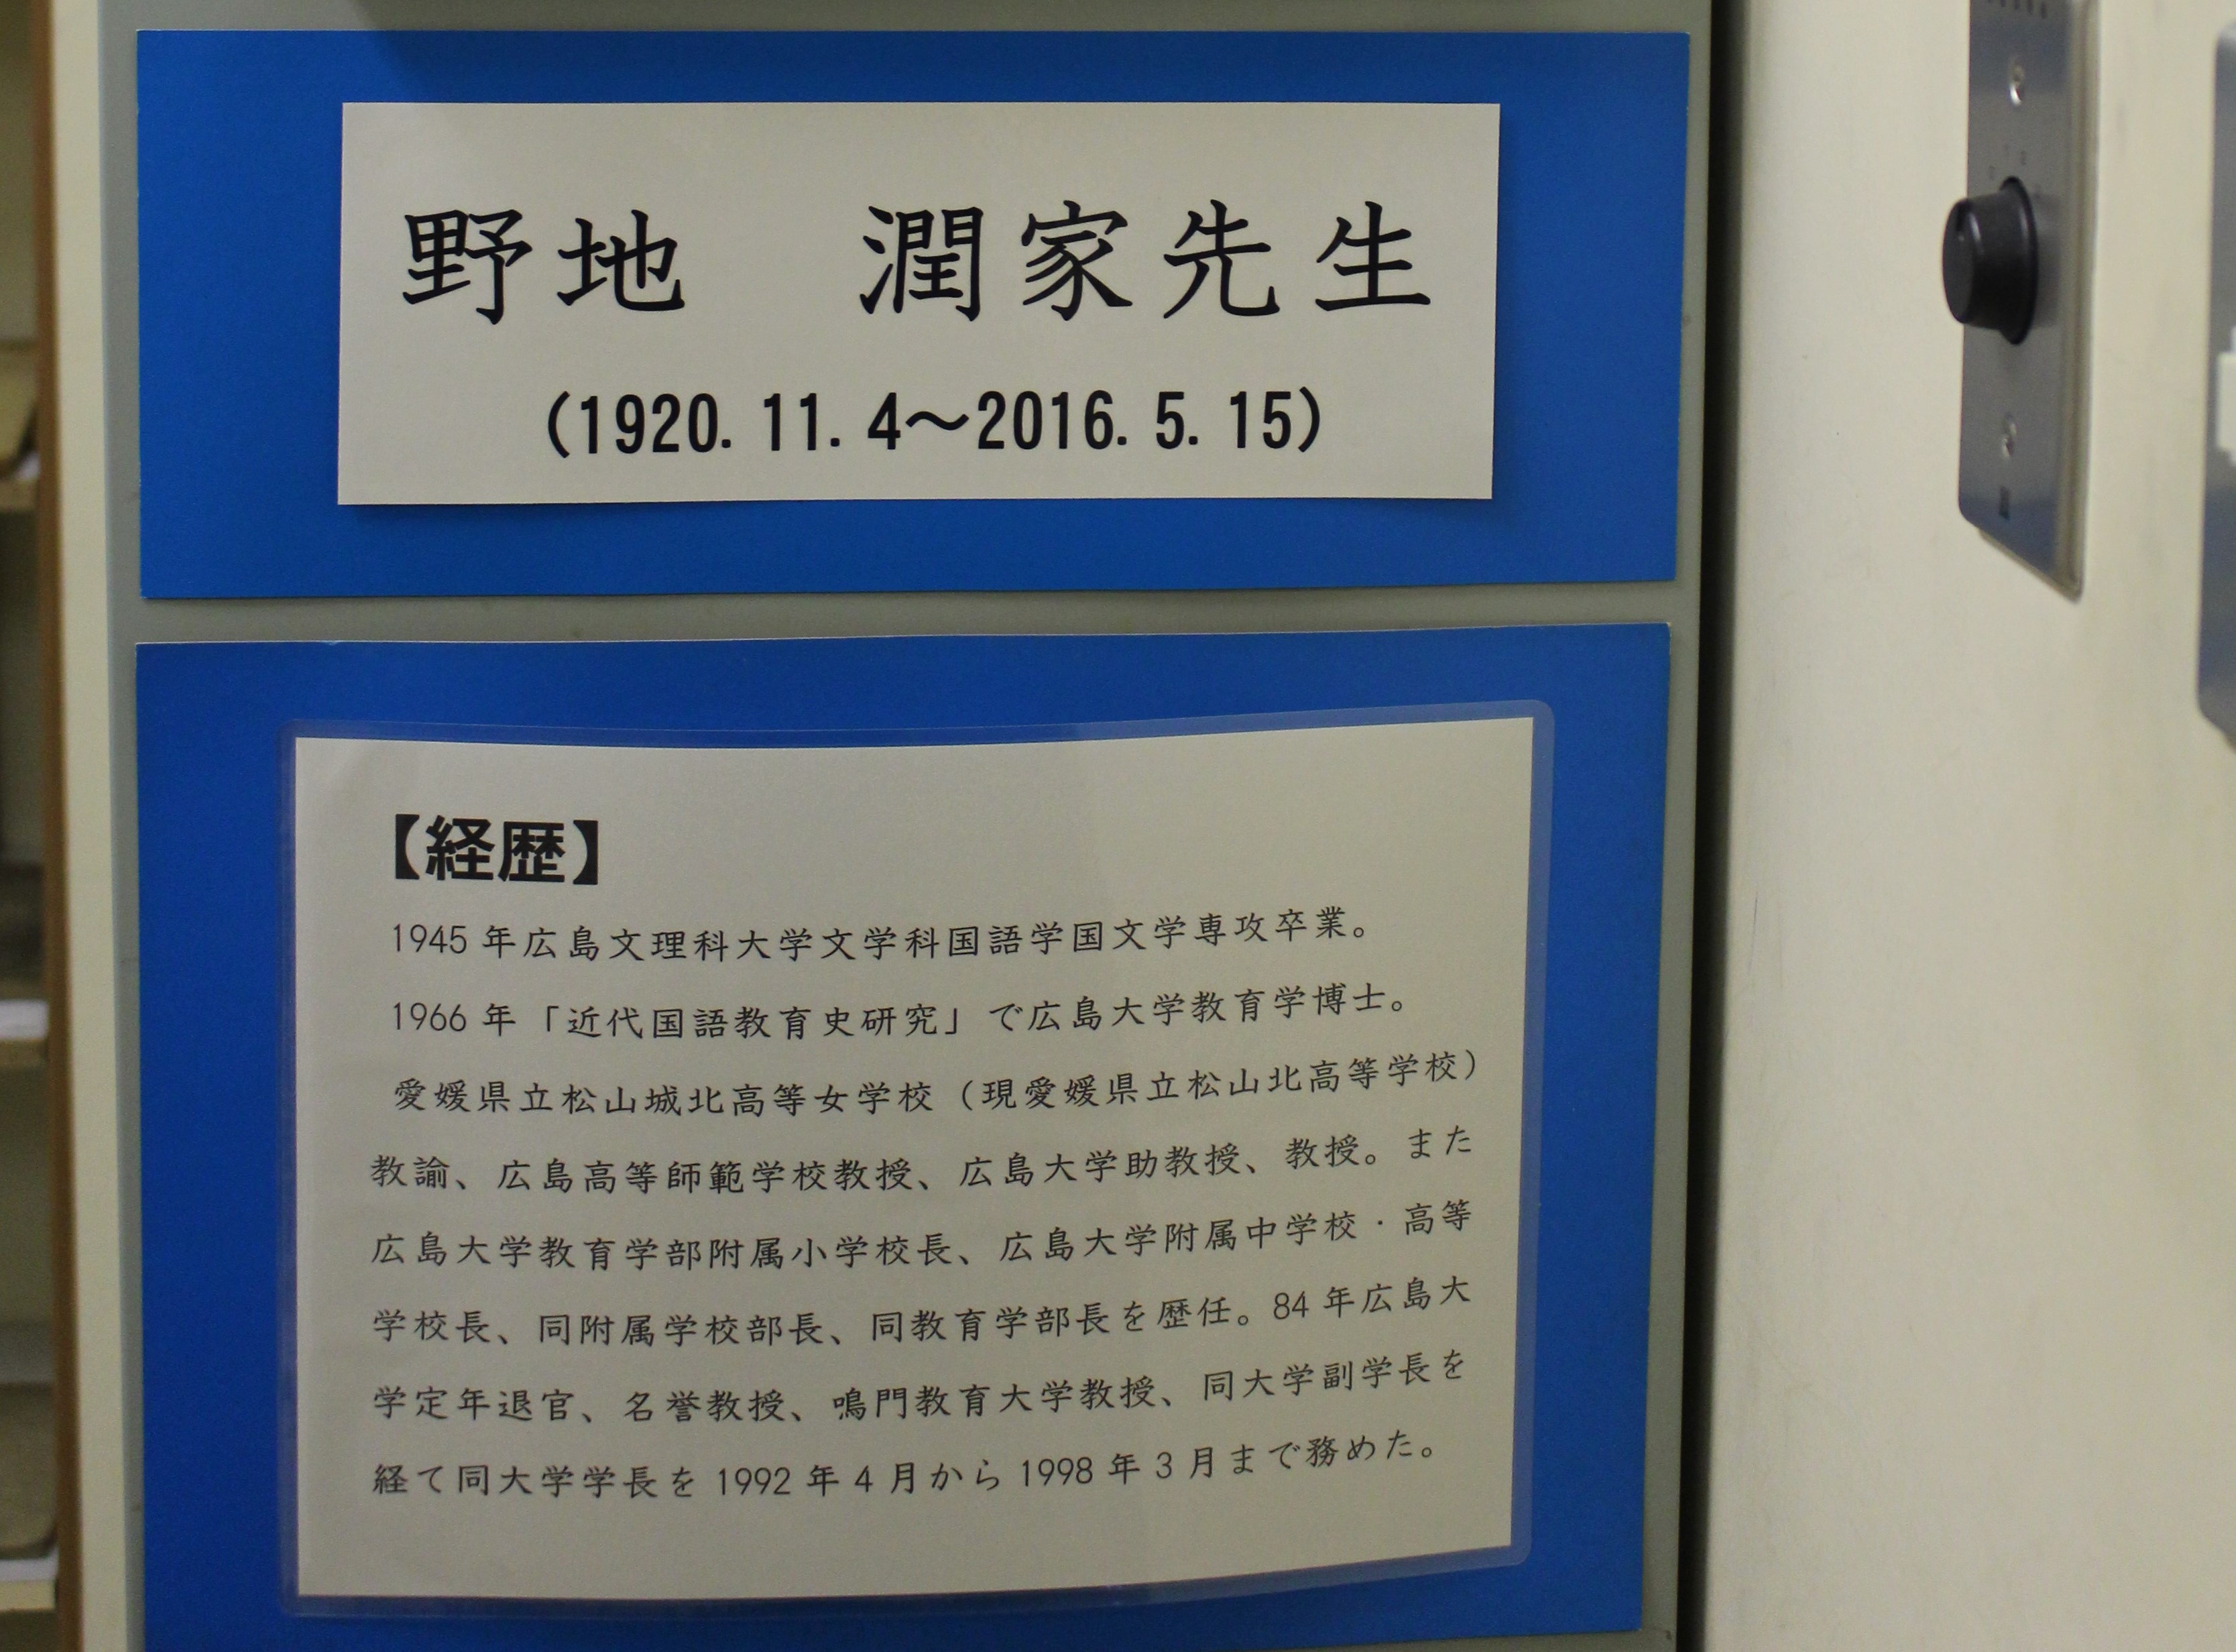 野地　潤家先生
(1920. 11. 4～2016. 5. 15)
【経歴】
1945 年広島文理科大学文学科国語学国文学専攻卒業。
1966 年「近代国語教育史研究」で広島大学教育学博士。
愛媛県立松山城北高等女学校（現愛媛県立松山北高等学校）
教諭、広島高等師範学校教授、広島大学助教授、教授。また
広島大学教育学部附属小学校長、広島大学附属中学校・高等
学校長、同附属学校部長、同教育学部長を歴任。84 年広島大
学定年退官、名誉教授、鳴門教育大学教授、同大学副学長を
経て同大学学長を 1992 年 4 月から 1998 年 3 月まで務めた。